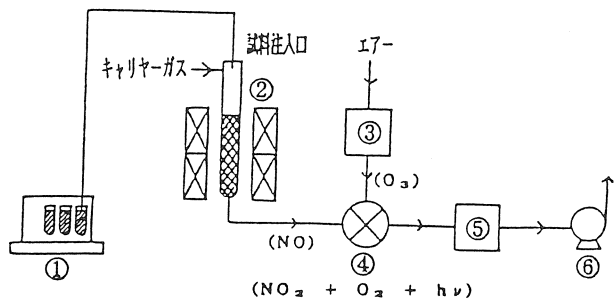 試料注入口
エアー
キャリヤーガス
②
③
(O₃)
(NO)
①
④
⑤
⑥
(NO₂ + O₂ + hν)